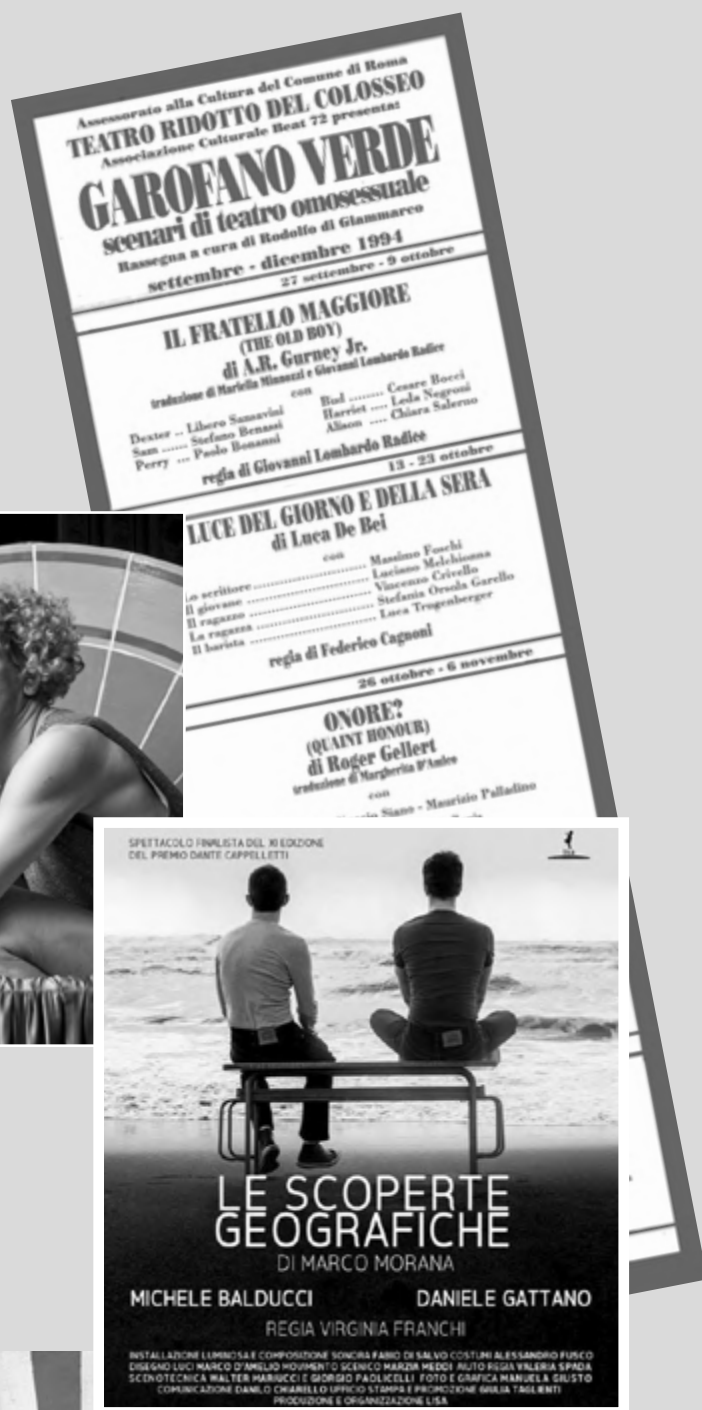 Assessorato alla Cultura del Comune di Roma
TEATRO RIDOTTO DEL COLOSSEO
Associazione Culturale Beat 72 presenta:
GAROFANO VERDE
scenari di teatro omosessuale
Rassegna a cura di Rodolfo di Giammarco
settembre - dicembre 1994
27 settembre - 9 ottobre
IL FRATELLO MAGGIORE
(THE OLD BOY)
di A.R. Gurney Jr.
traduzione di Mariella Minnozzi e Giovanni Lombardo Radice
con
Dexter .. Libero Sansavini
Sam ...... Stefano Benassi
Perry ... Paolo Bonanni
Bud ........ Cesare Bocci
Harriet .... Leda Negroni
Alison .... Chiara Salerno
regia di Giovanni Lombardo Radice
13 - 23 ottobre
LUCE DEL GIORNO E DELLA SERA
di Luca De Bei
con
Lo scrittore ........................ Massimo Foschi
Il giovane ........................ Luciano Melchionna
Il ragazzo ........................ Vincenzo Crivello
La ragazza ........................ Stefania Orsola Garello
Il barista ........................ Luca Trogenberger
regia di Federico Cagnoni
26 ottobre - 6 novembre
ONORE?
(QUAINT HONOUR)
di Roger Gellert
traduzione di Margherita D'Amico
con
Siano - Maurizio Palladino
SPETTACOLO FINALISTA DEL XI EDIZIONE
DEL PREMIO DANTE CAPPELLETTI
LE SCOPERTE
GEOGRAFICHE
DI MARCO MORANA
MICHELE BALDUCCI DANIELE GATTANO
REGIA VIRGINIA FRANCHI
INSTALLAZIONE LUMINOSA E COMPOSIZIONE SONORA FABIO DI SALVO COSTUMI ALESSANDRO FUSCO
DISEGNO LUCI MARCO D'AMELIO MOVIMENTO SCENICO MARZIA MEDDI AIUTO REGIA VALERIA SPADA
SCENOTECNICA WALTER MARIUCCI E GIORGIO PAOLICELLI FOTO E GRAFICA MANUELA GIUSTO
COMUNICAZIONE DANILO CHIARELLO UFFICIO STAMPA E PROMOZIONE GIULIA TAGLIENTI
PRODUZIONE E ORGANIZZAZIONE LISA